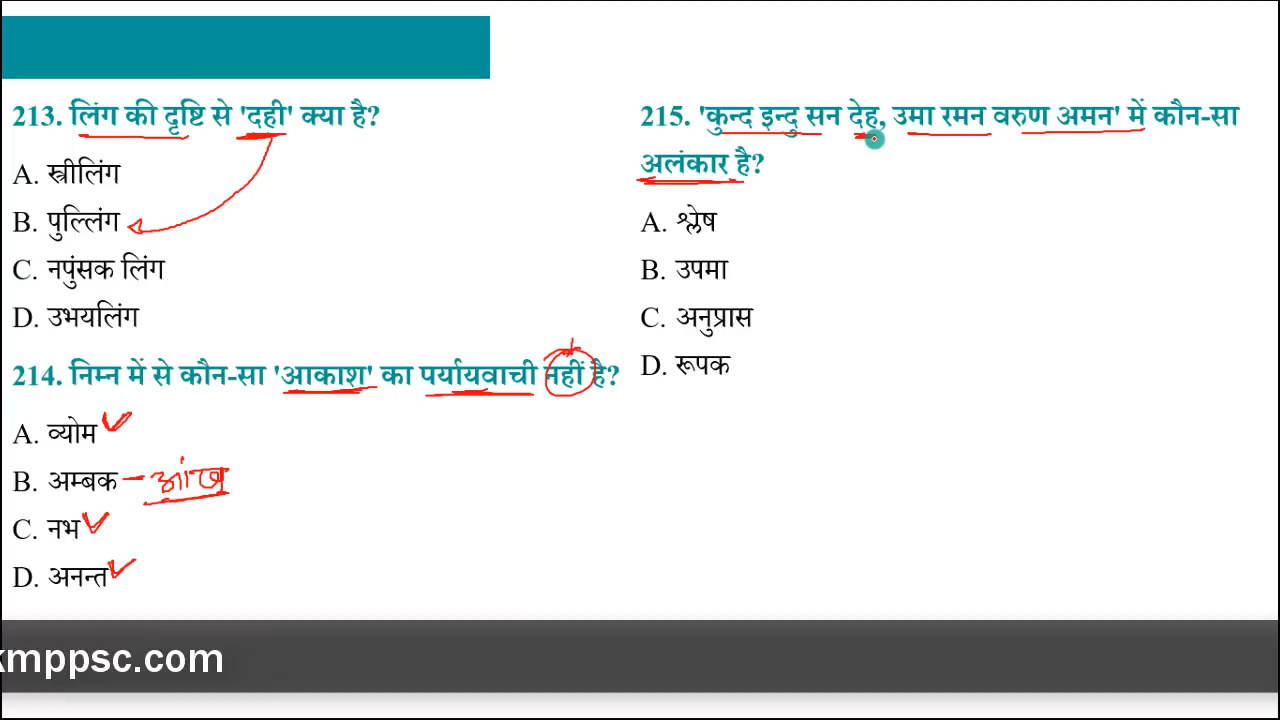 213. लिंग की दृष्टि से 'दही' क्या है?
A. स्त्रीलिंग
B. पुल्लिंग
C. नपुंसक लिंग
D. उभयलिंग
214. निम्न में से कौन-सा 'आकाश' का पर्यायवाची नहीं है?
A. व्योम
B. अम्बक - आंख
C. नभ
D. अनन्त
215. 'कुन्द इन्दु सन देह, उमा रमन वरुण अमन' में कौन-सा
अलंकार है?
A. श्लेष
B. उपमा
C. अनुप्रास
D. रूपक
kmppsc.com